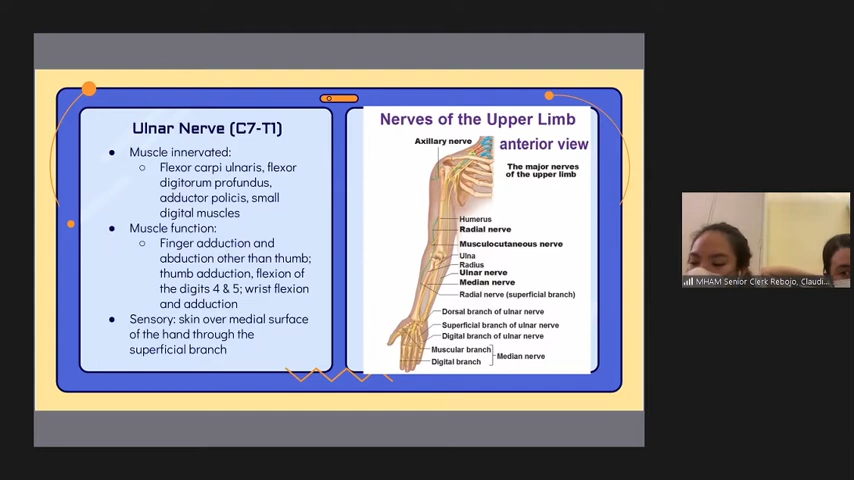 Ulnar Nerve (C7-T1)
● Muscle innervated:
○ Flexor carpi ulnaris, flexor
digitorum profundus,
adductor policis, small
digital muscles
● Muscle function:
○ Finger adduction and
abduction other than thumb;
thumb adduction, flexion of
the digits 4 & 5; wrist flexion
and adduction
● Sensory: skin over medial surface
of the hand through the
superficial branch
Nerves of the Upper Limb
anterior view
Axillary nerve
The major nerves
of the upper limb
Humerus
Radial nerve
Musculocutaneous nerve
Ulna
Radius
Ulnar nerve
Median nerve
Radial nerve (superficial branch)
Dorsal branch of ulnar nerve
Superficial branch of ulnar nerve
Digital branch of ulnar nerve
Muscular branch
Median nerve
Digital branch
MHAM Senior Clerk Rebojo, Claudi...